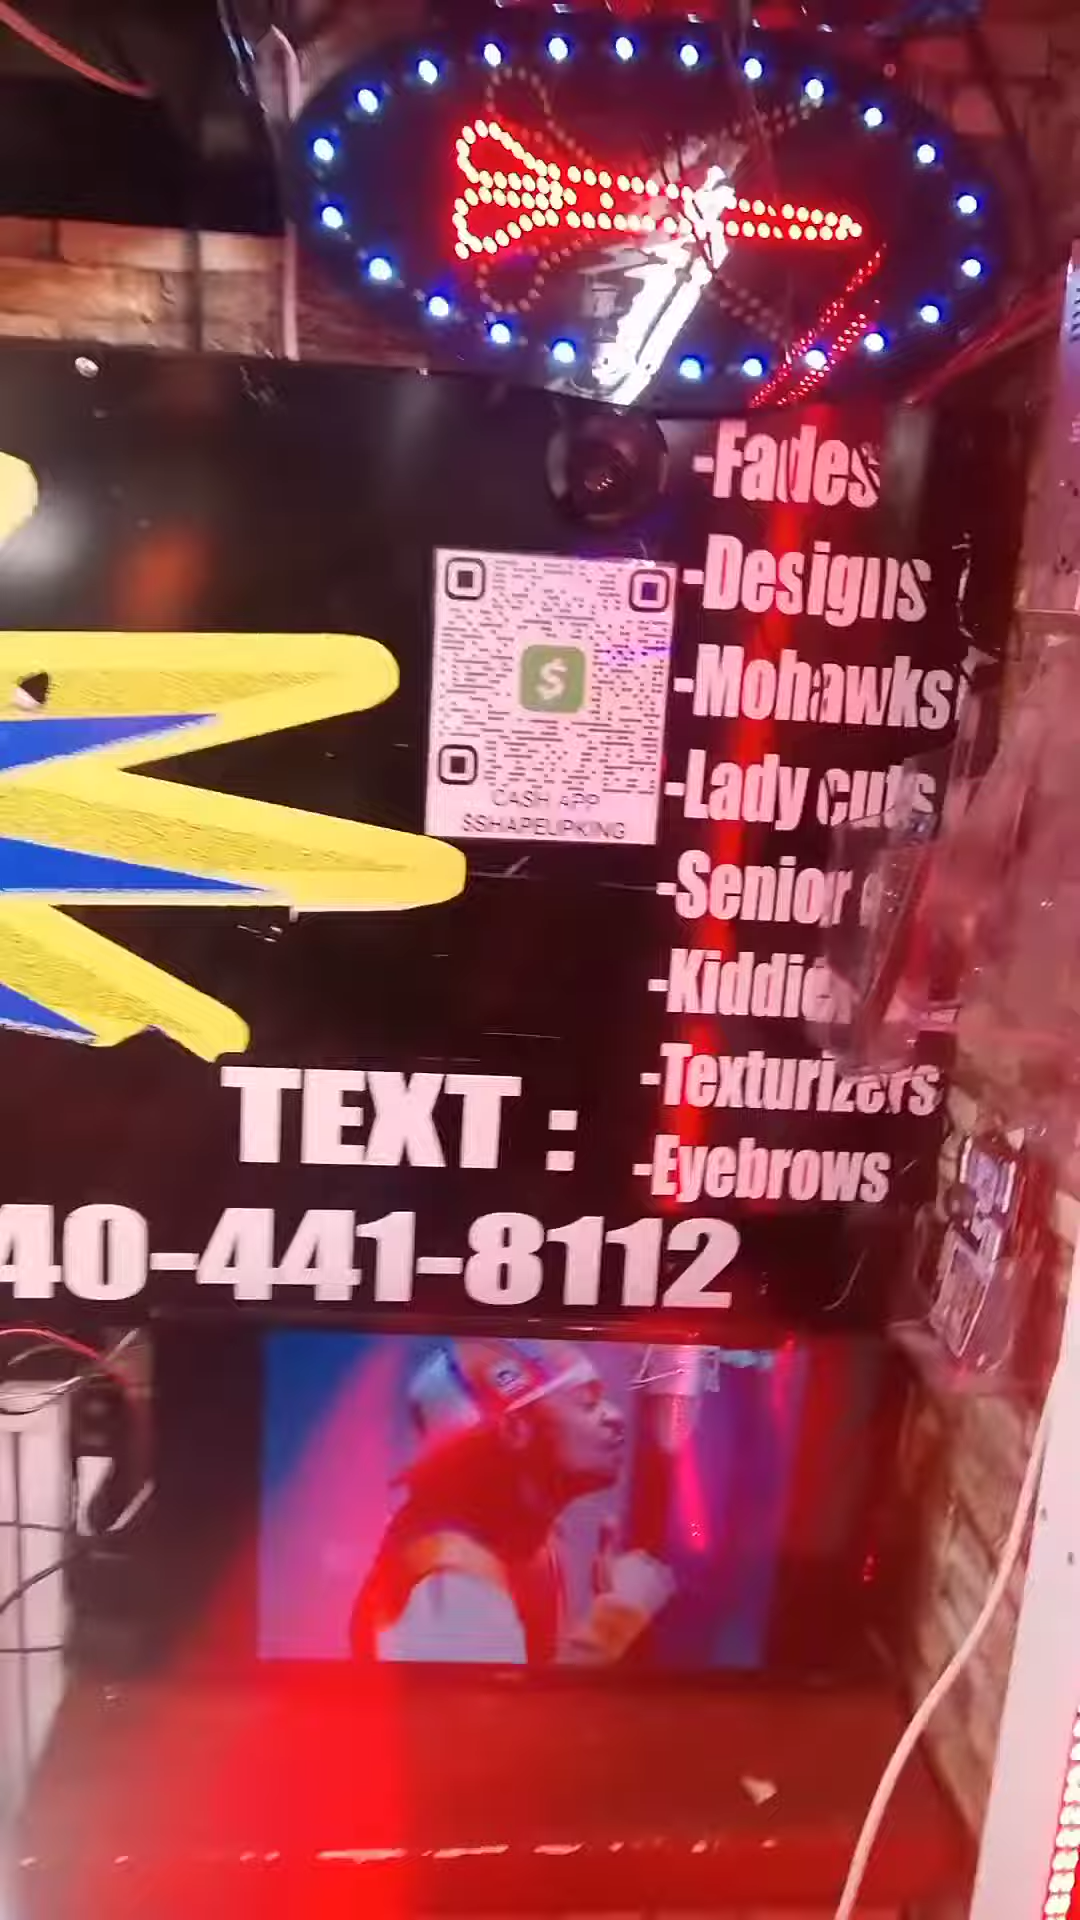 -Fades
-Designs
-Mohawks
-Lady cuts
-Senior
-Texturizers
-Eyebrows
$
CASH APP
$SHAPEUPKING
TEXT :
40-441-8112